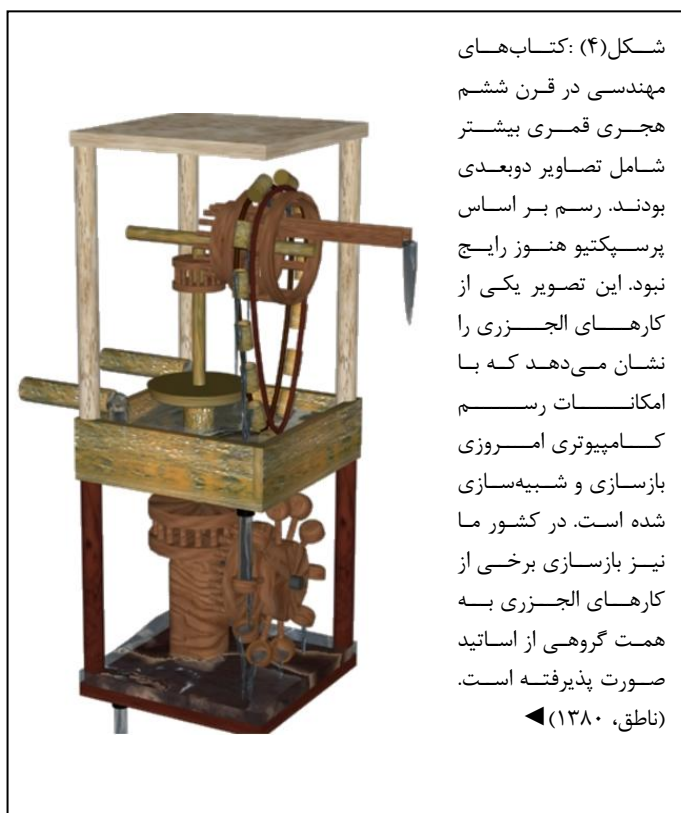 شکل(۴) :کتاب‌های
مهندسی در قرن ششم
هجری قمری بیشتر
شامل تصاویر دوبعدی
بودند. رسم بر اساس
پرسپکتیو هنوز رایج
نبود. این تصویر یکی از
کارهای الجزری را
نشان می‌دهد که با
امکانات رسم
کامپیوتری امروزی
بازسازی و شبیه‌سازی
شده است. در کشور ما
نیز بازسازی برخی از
کارهای الجزری به
همت گروهی از اساتید
صورت پذیرفته است.
(ناطق، ۱۳۸۰)◄